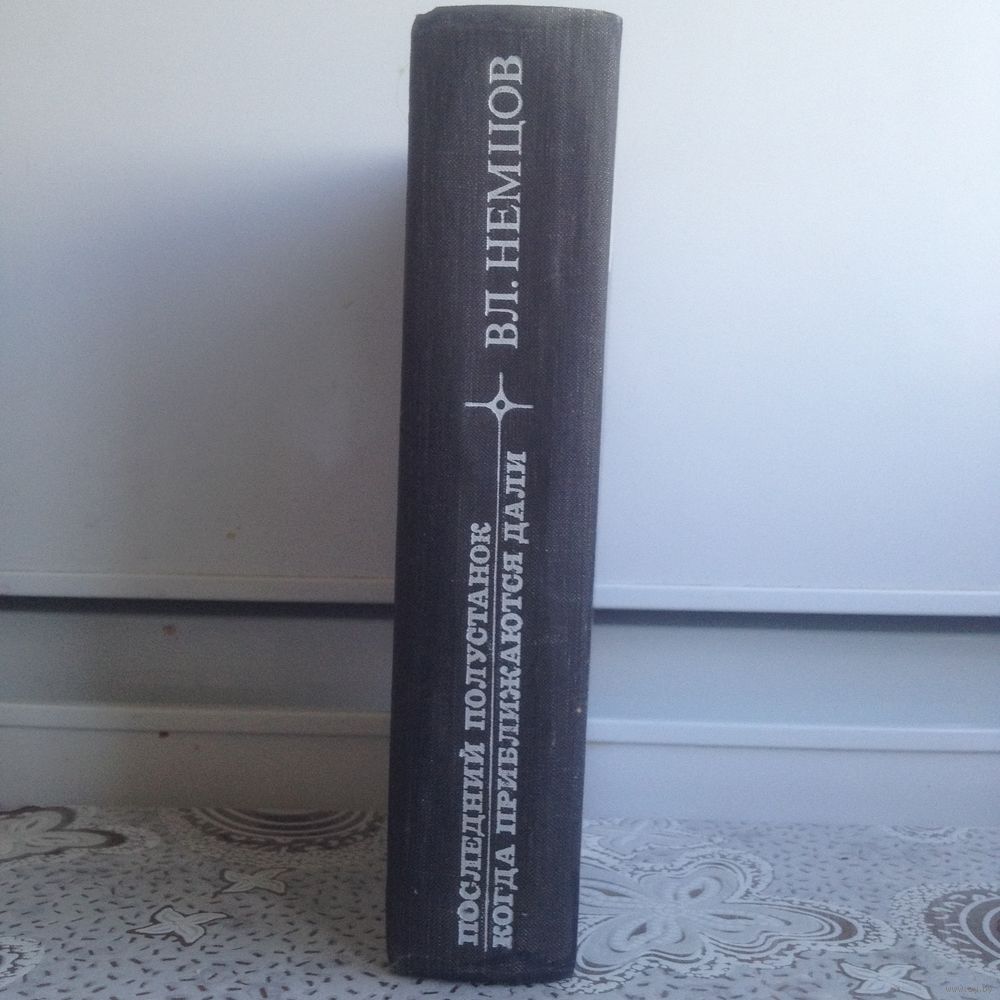 ВЛ. НЕМЦОВ
ПОСЛЕДНИЙ ПОЛУСТАНОК
КОГДА ПРИБЛИЖАЮТСЯ ДАЛИ